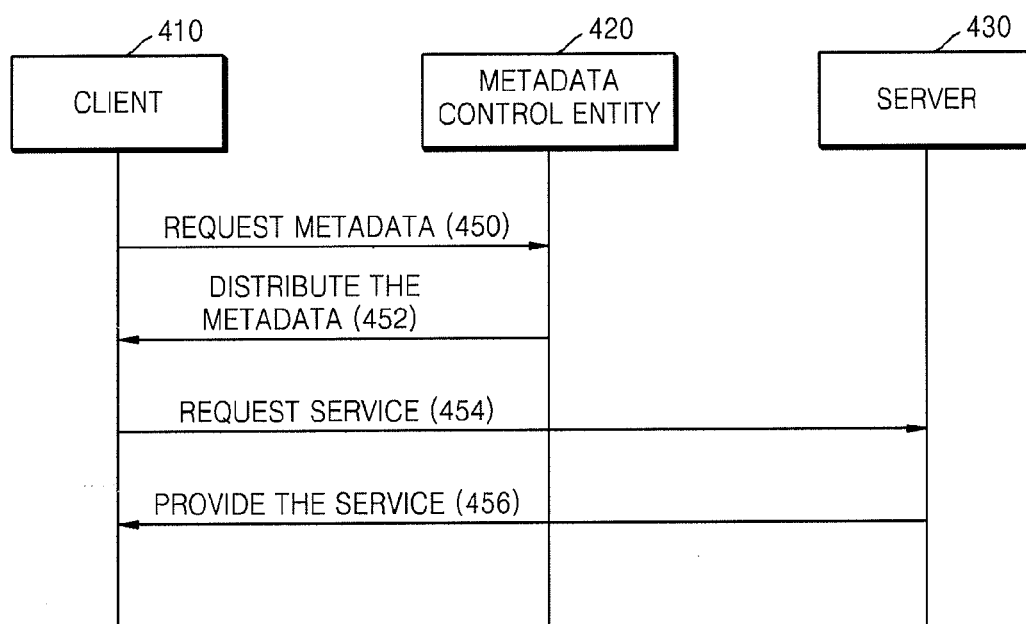 410
420
430
CLIENT
METADATA
CONTROL ENTITY
SERVER
REQUEST METADATA (450)
DISTRIBUTE THE
METADATA (452)
REQUEST SERVICE (454)
PROVIDE THE SERVICE (456)